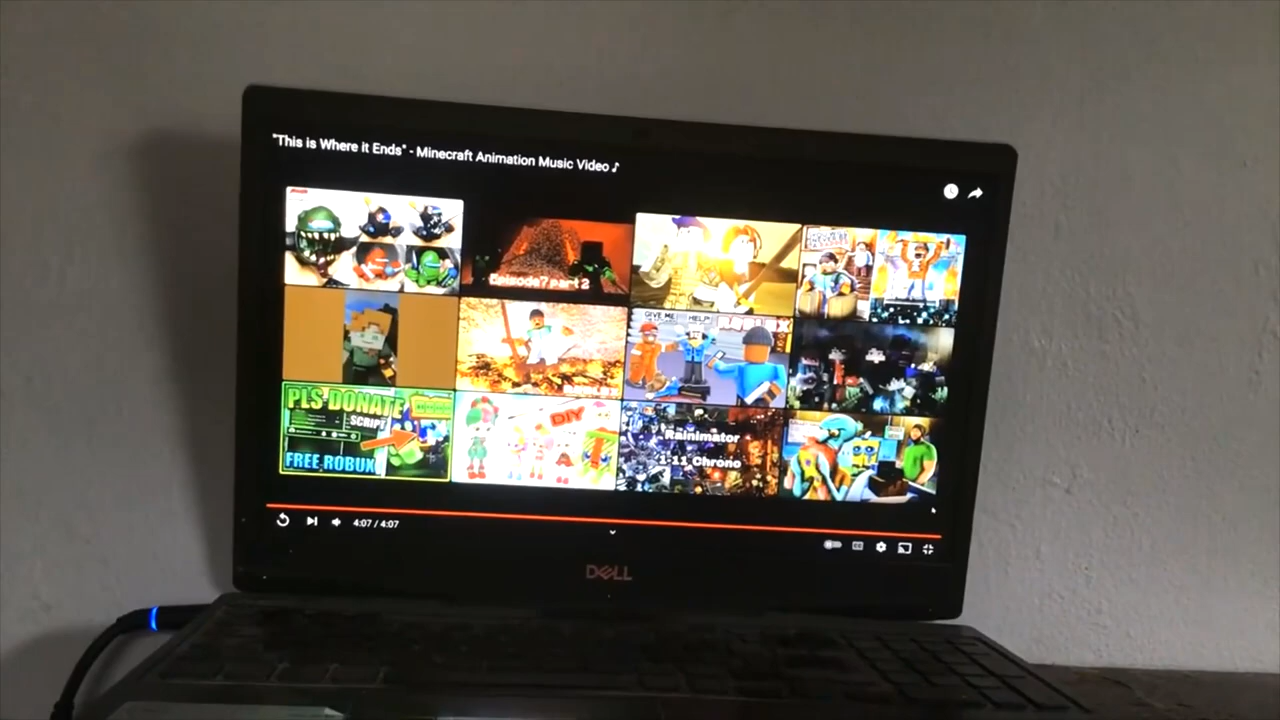 "This is Where it Ends" - Minecraft Animation Music Video ♪
Episode7 part 2
GIVE ME
HELP!
ROBLOX
PLS DONATE
SCRIPT
FREE ROBUX
DIY
Rainimator
1-11 Chrono
4:07 / 4:07
DELL